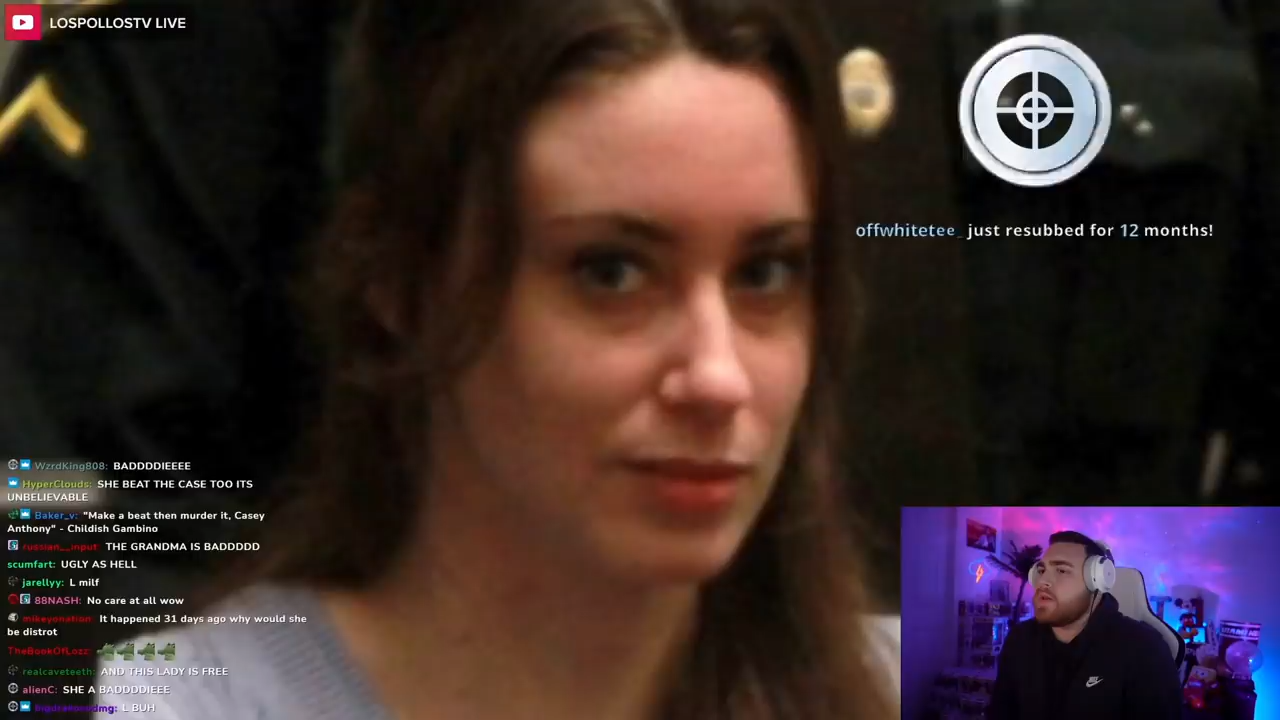 LOSPOLLOSTV LIVE
offwhitetee_ just resubbed for 12 months!
WzrdKing808: BADDDDIEEEE
HyperClouds: SHE BEAT THE CASE TOO ITS
UNBELIEVABLE
Baker_v: "Make a beat then murder it, Casey
Anthony" - Childish Gambino
russian__input: THE GRANDMA IS BADDDDD
scumfart: UGLY AS HELL
jarellyy: L milf
88NASH: No care at all wow
mikeyonation: It happened 31 days ago why would she
be distrot
TheBookOfLozz:
realcaveteeth: AND THIS LADY IS FREE
alienC: SHE A BADDDDIEEE
L BUH